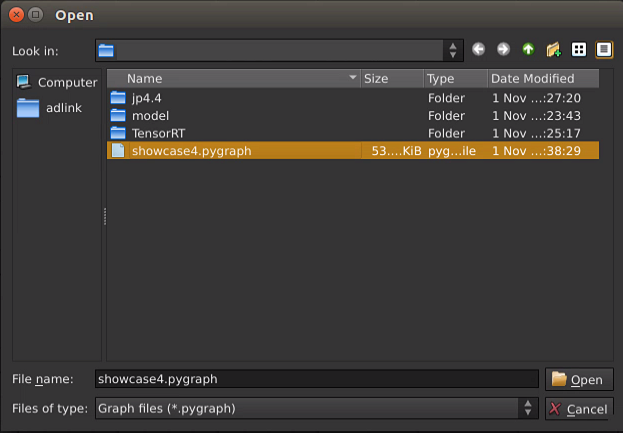 Open
Look in:
Computer
adlink
Name Size Type Date Modified
jp4.4 Folder 1 Nov ...:27:20
model Folder 1 Nov ...:23:43
TensorRT Folder 1 Nov ...:25:17
showcase4.pygraph 53....KiB pyg...ile 1 Nov ...:38:29
File name: showcase4.pygraph Open
Files of type: Graph files (*.pygraph) Cancel